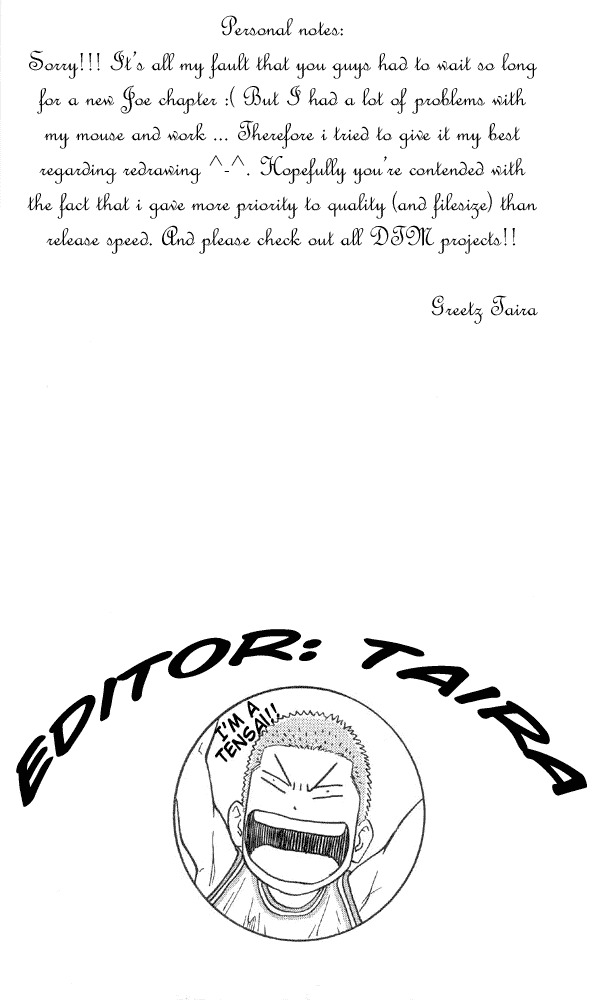 Personal notes:
Sorry!!! It's all my fault that you guys had to wait so long
for a new Joe chapter :( But I had a lot of problems with
my mouse and work ... Therefore i tried to give it my best
regarding redrawing ^-^. Hopefully you're contended with
the fact that i gave more priority to quality (and filesize) than
release speed. And please check out all DTM projects!!
Greetz Taira
EDITOR: TAIRA
I'M A
TENSAI!!